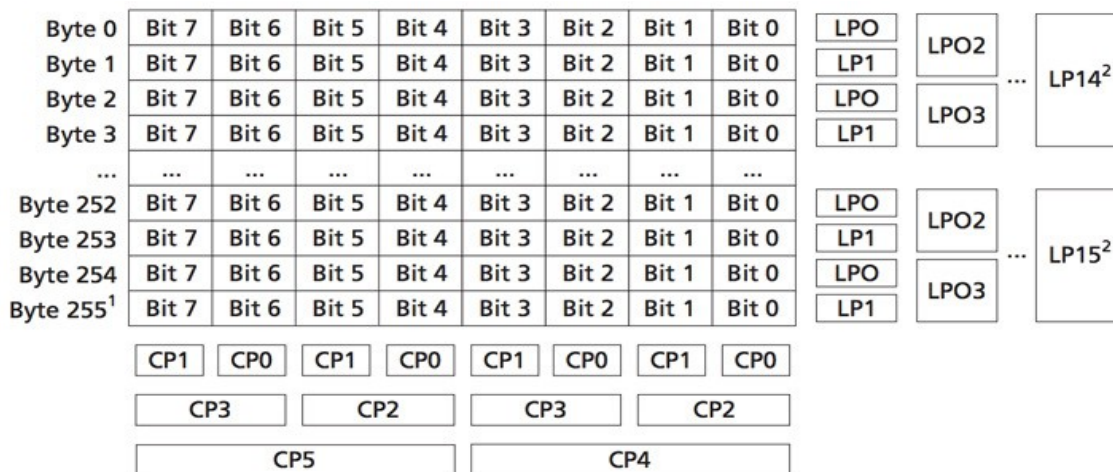 Byte 0 Bit 7 Bit 6 Bit 5 Bit 4 Bit 3 Bit 2 Bit 1 Bit 0 LPO LPO2 ... LP14²
Byte 1 Bit 7 Bit 6 Bit 5 Bit 4 Bit 3 Bit 2 Bit 1 Bit 0 LP1
Byte 2 Bit 7 Bit 6 Bit 5 Bit 4 Bit 3 Bit 2 Bit 1 Bit 0 LPO LPO3
Byte 3 Bit 7 Bit 6 Bit 5 Bit 4 Bit 3 Bit 2 Bit 1 Bit 0 LP1
... ... ... ... ... ... ... ... ...
Byte 252 Bit 7 Bit 6 Bit 5 Bit 4 Bit 3 Bit 2 Bit 1 Bit 0 LPO LPO2 ... LP15²
Byte 253 Bit 7 Bit 6 Bit 5 Bit 4 Bit 3 Bit 2 Bit 1 Bit 0 LP1
Byte 254 Bit 7 Bit 6 Bit 5 Bit 4 Bit 3 Bit 2 Bit 1 Bit 0 LPO LPO3
Byte 255¹ Bit 7 Bit 6 Bit 5 Bit 4 Bit 3 Bit 2 Bit 1 Bit 0 LP1
CP1 CP0 CP1 CP0 CP1 CP0 CP1 CP0
CP3 CP2 CP3 CP2
CP5 CP4